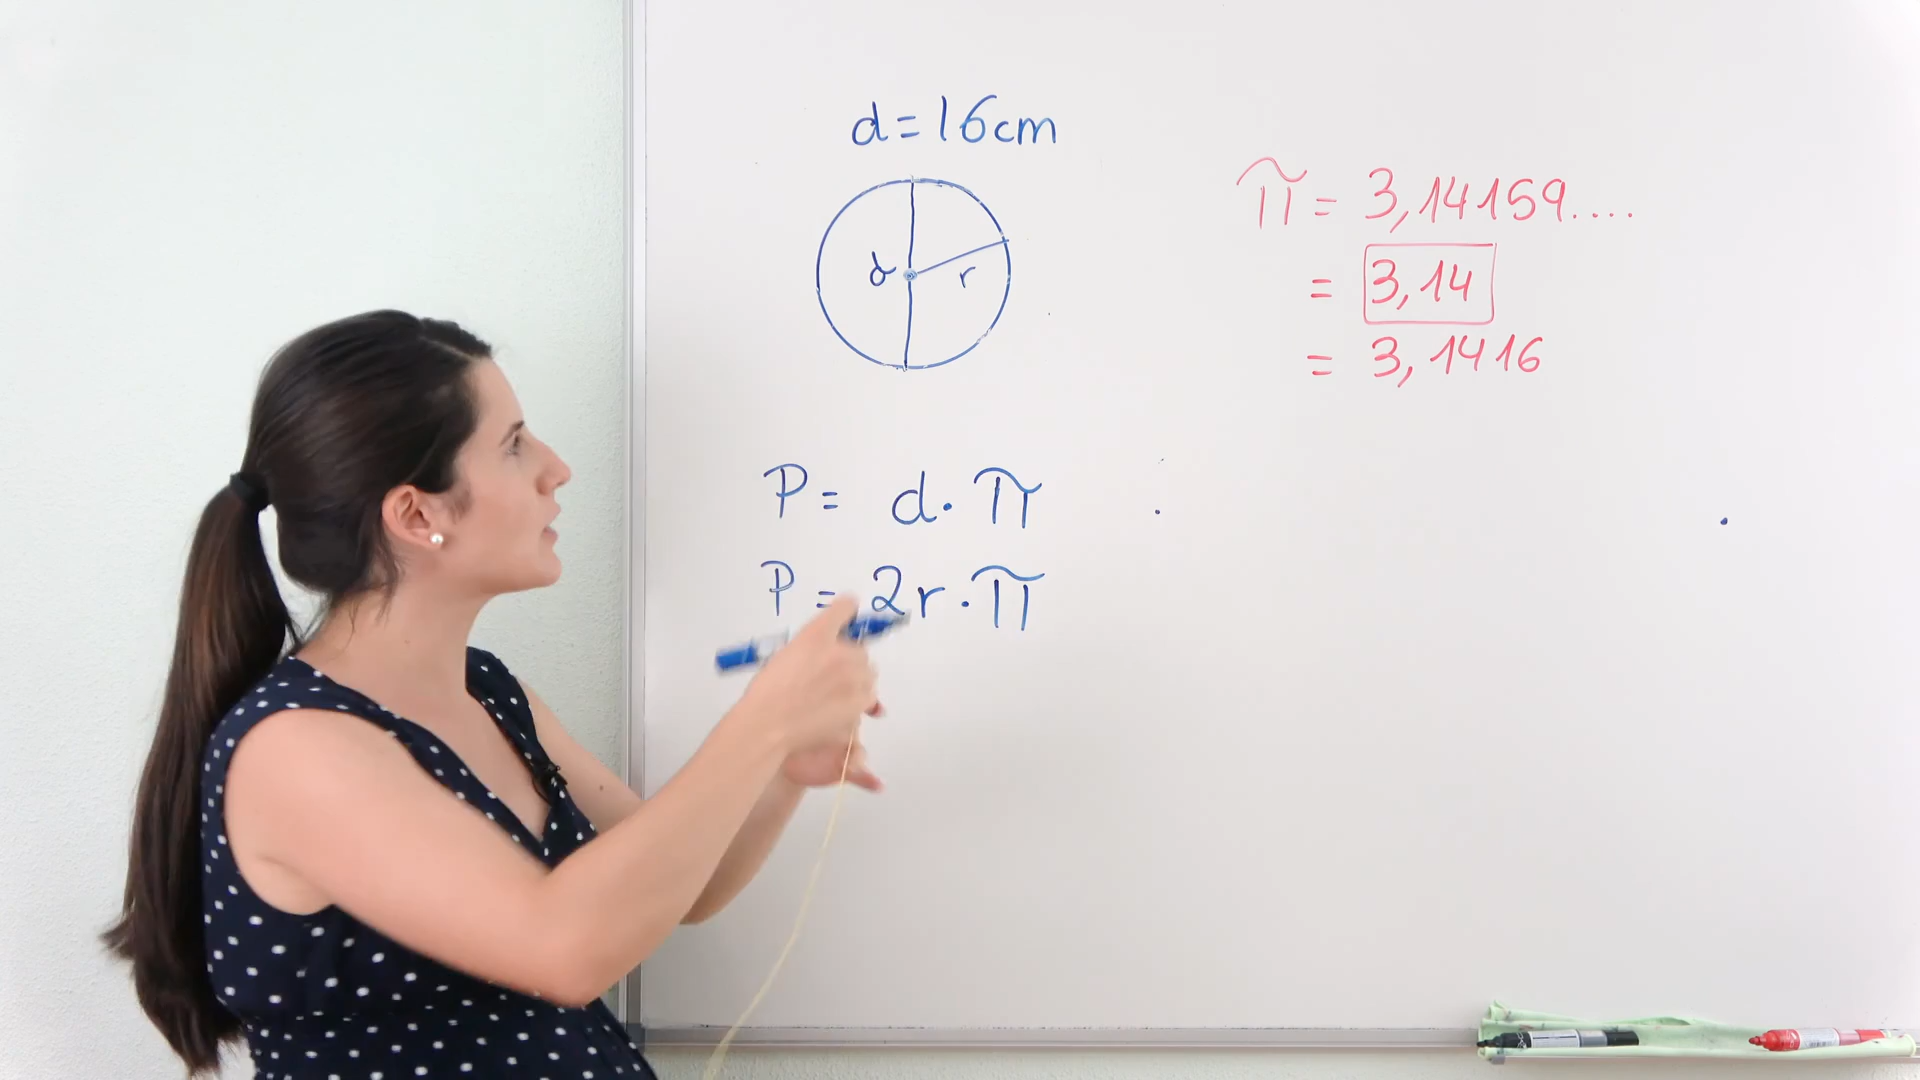 d=16cm
d r
P= d·π
P=2r·π
π = 3,14159....
= 3,14
= 3,1416